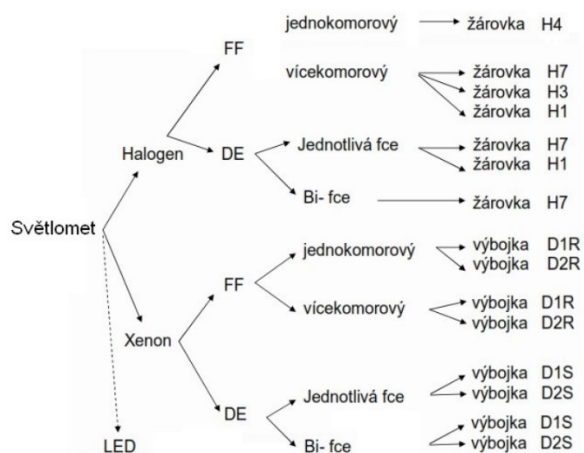 jednokomorový žárovka H4
FF
vícekomorový žárovka H7
žárovka H3
žárovka H1
Halogen DE Jednotlivá fce žárovka H7
žárovka H1
Bi- fce žárovka H7
Světlomet
jednokomorový výbojka D1R
výbojka D2R
FF
vícekomorový výbojka D1R
výbojka D2R
Xenon
Jednotlivá fce výbojka D1S
výbojka D2S
DE
výbojka D1S
LED Bi- fce výbojka D2S